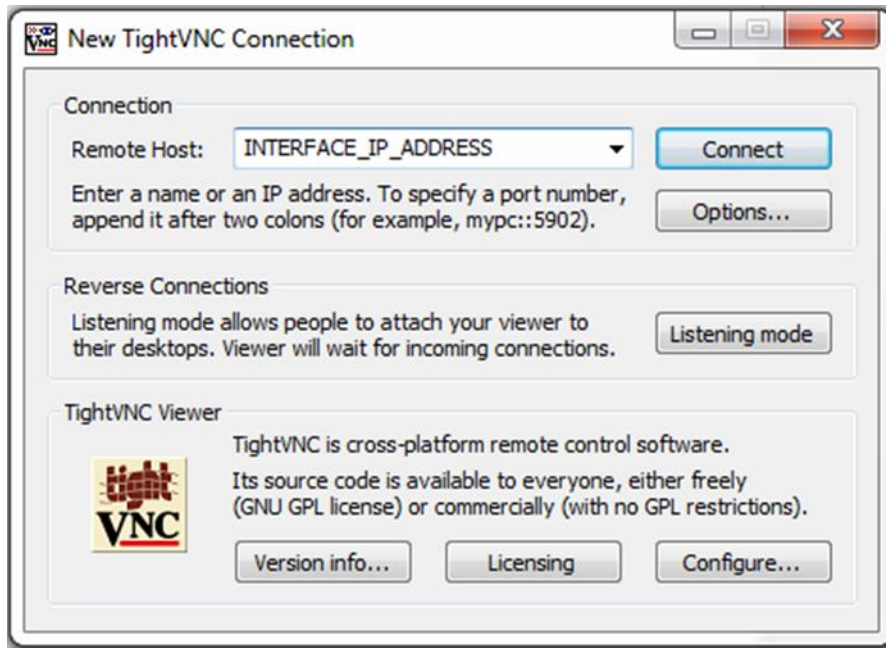 New TightVNC Connection
Connection
Remote Host:
INTERFACE_IP_ADDRESS
Connect
Enter a name or an IP address. To specify a port number,
append it after two colons (for example, mypc::5902).
Options...
Reverse Connections
Listening mode allows people to attach your viewer to
their desktops. Viewer will wait for incoming connections.
Listening mode
TightVNC Viewer
tight
VNC
TightVNC is cross-platform remote control software.
Its source code is available to everyone, either freely
(GNU GPL license) or commercially (with no GPL restrictions).
Version info...
Licensing
Configure...